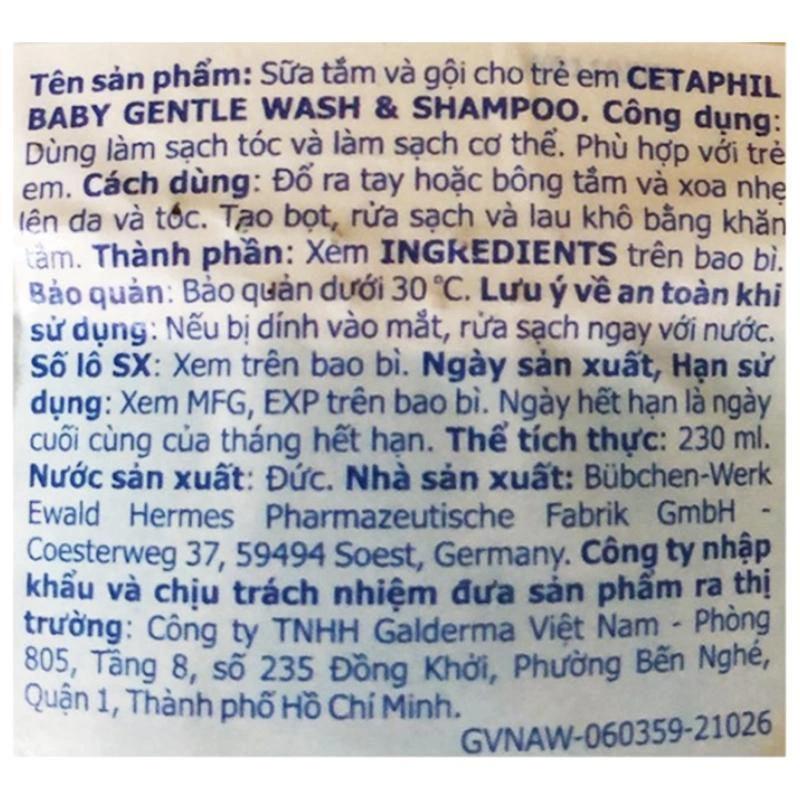 Tên sản phẩm: Sữa tắm và gội cho trẻ em CETAPHIL
BABY GENTLE WASH & SHAMPOO. Công dụng:
Dùng làm sạch tóc và làm sạch cơ thể. Phù hợp với trẻ
em. Cách dùng: Đổ ra tay hoặc bông tắm và xoa nhẹ
lên da và tóc. Tạo bọt, rửa sạch và lau khô bằng khăn
tắm. Thành phần: Xem INGREDIENTS trên bao bì.
Bảo quản: Bảo quản dưới 30 °C. Lưu ý về an toàn khi
sử dụng: Nếu bị dính vào mắt, rửa sạch ngay với nước.
Số lô SX: Xem trên bao bì. Ngày sản xuất, Hạn sử
dụng: Xem MFG, EXP trên bao bì. Ngày hết hạn là ngày
cuối cùng của tháng hết hạn. Thể tích thực: 230 ml.
Nước sản xuất: Đức. Nhà sản xuất: Bübchen-Werk
Ewald Hermes Pharmazeutische Fabrik GmbH -
Coesterweg 37, 59494 Soest, Germany. Công ty nhập
khẩu và chịu trách nhiệm đưa sản phẩm ra thị
trường: Công ty TNHH Galderma Việt Nam - Phòng
805, Tầng 8, số 235 Đồng Khởi, Phường Bến Nghé,
Quận 1, Thành phố Hồ Chí Minh.
GVNAW-060359-21026